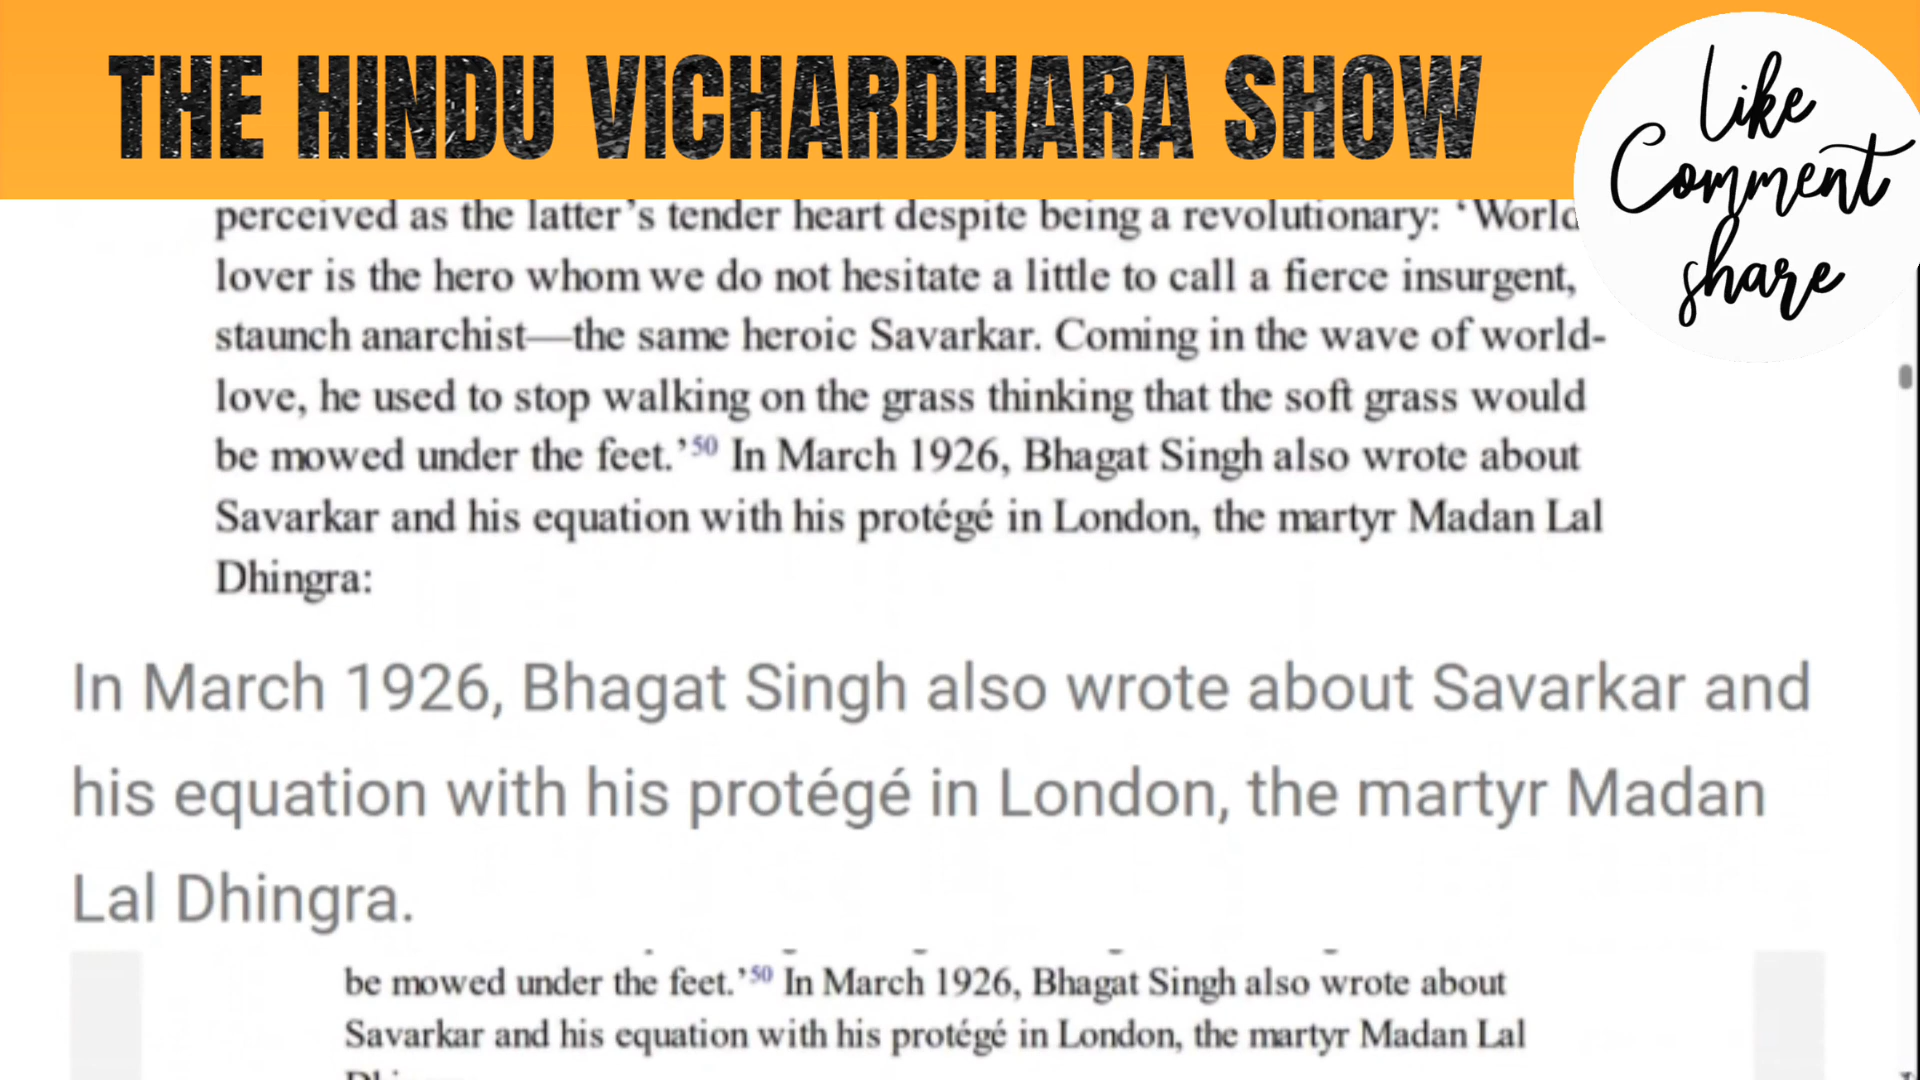 THE HINDU VICHARDHARA SHOW
Like
Comment
share
perceived as the latter’s tender heart despite being a revolutionary: ‘World
lover is the hero whom we do not hesitate a little to call a fierce insurgent,
staunch anarchist—the same heroic Savarkar. Coming in the wave of world-
love, he used to stop walking on the grass thinking that the soft grass would
be mowed under the feet.’50 In March 1926, Bhagat Singh also wrote about
Savarkar and his equation with his protégé in London, the martyr Madan Lal
Dhingra:
In March 1926, Bhagat Singh also wrote about Savarkar and
his equation with his protégé in London, the martyr Madan
Lal Dhingra.
be mowed under the feet.’50 In March 1926, Bhagat Singh also wrote about
Savarkar and his equation with his protégé in London, the martyr Madan Lal